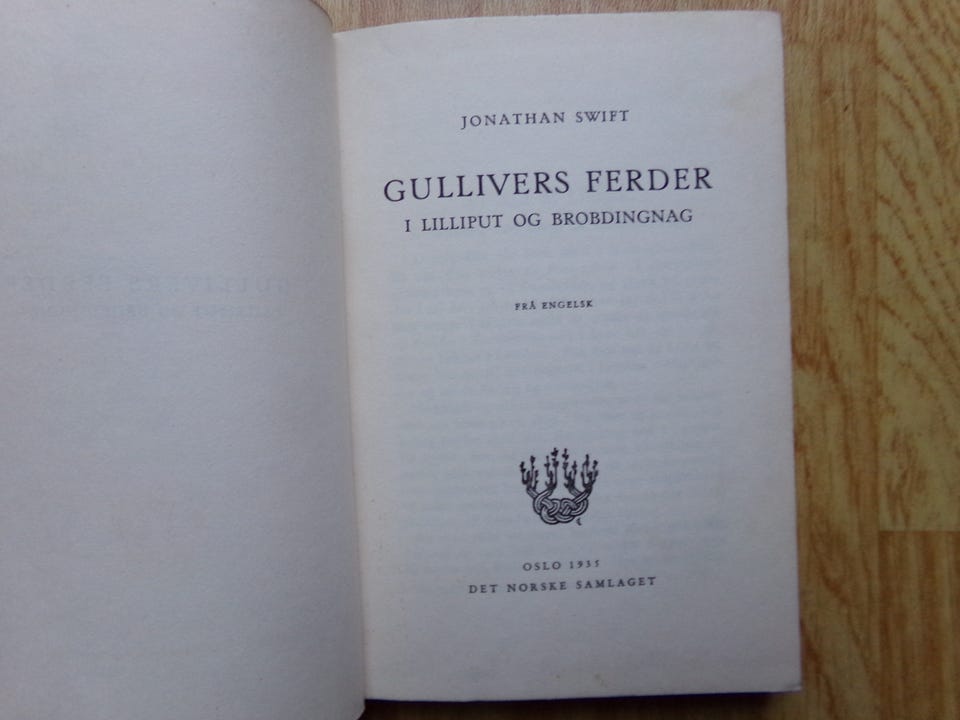 JONATHAN SWIFT
GULLIVERS FERDER
I LILLIPUT OG BROBDINGNAG
FRÅ ENGELSK
OSLO 1935
DET NORSKE SAMLAGET